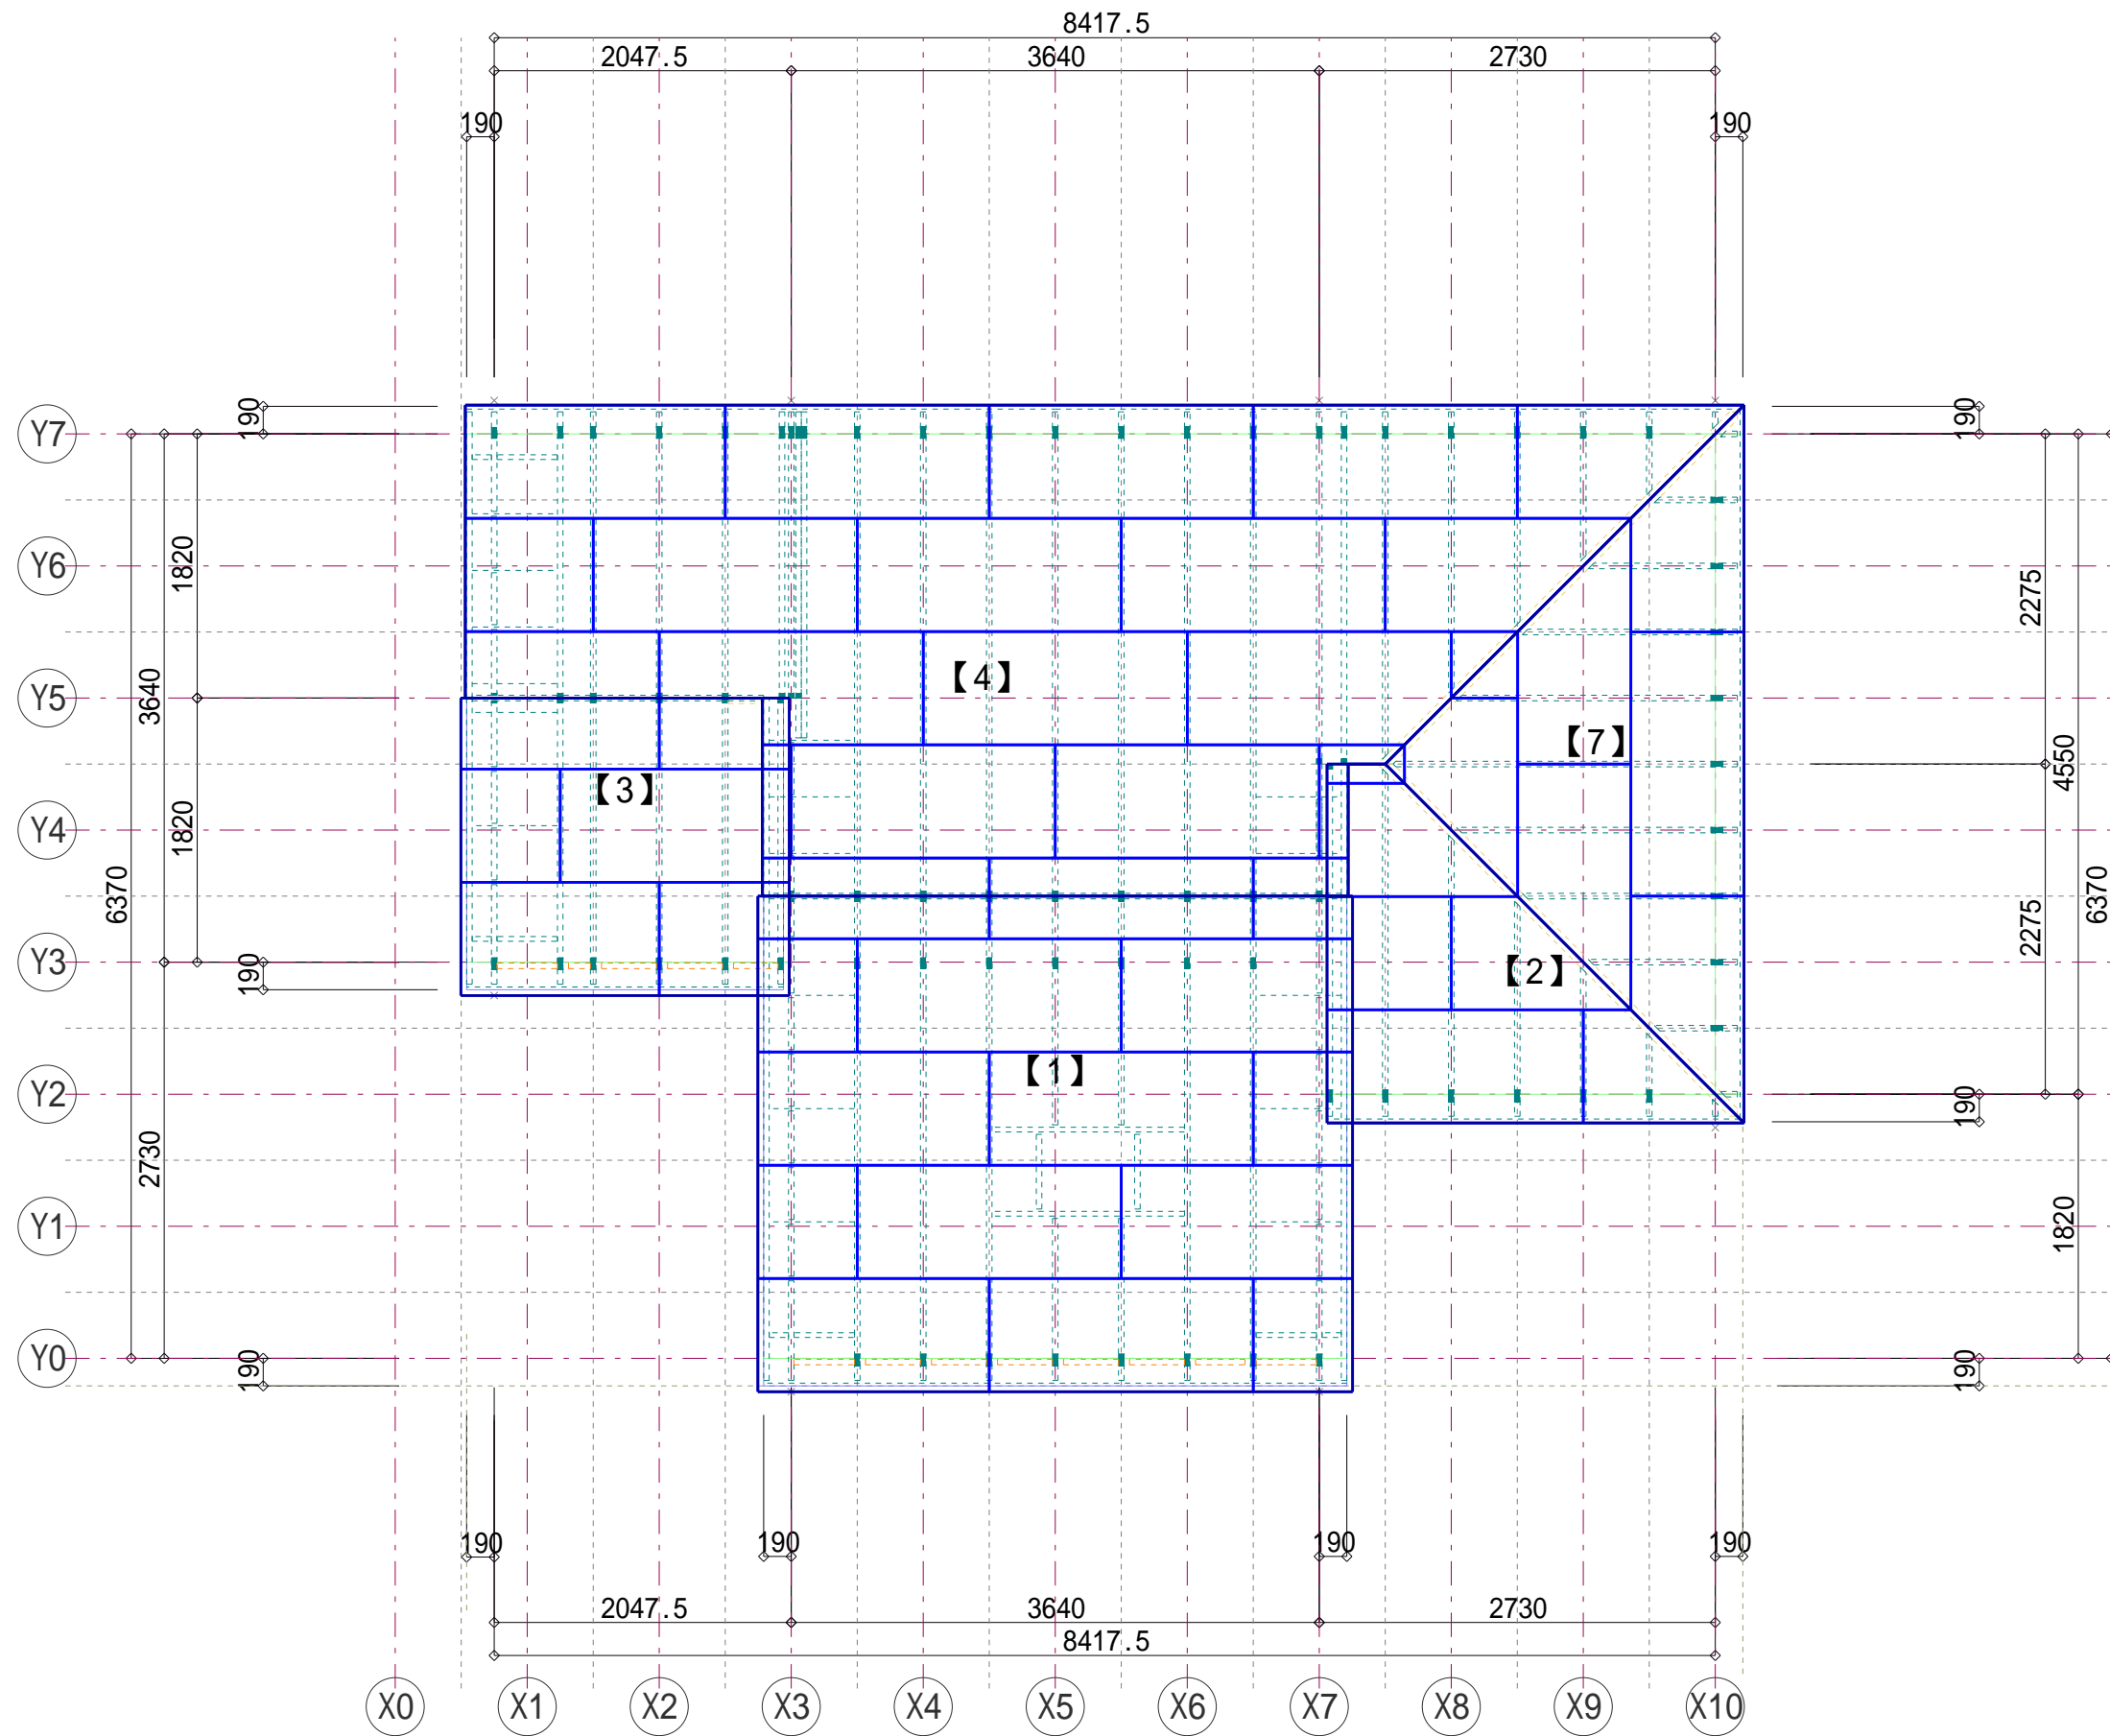 8417.5
2047.5 3640 2730
190 190
Y7 190 190
Y6 1820 2275
Y5 3640 【4】
【7】 4550
【3】
Y4 1820
6370 2275 6370
Y3 190 【2】
【1】
Y2 190
2730
Y1 1820
Y0 190 190
190 190 190 190
2047.5 3640 2730
8417.5
X0 X1 X2 X3 X4 X5 X6 X7 X8 X9 X10